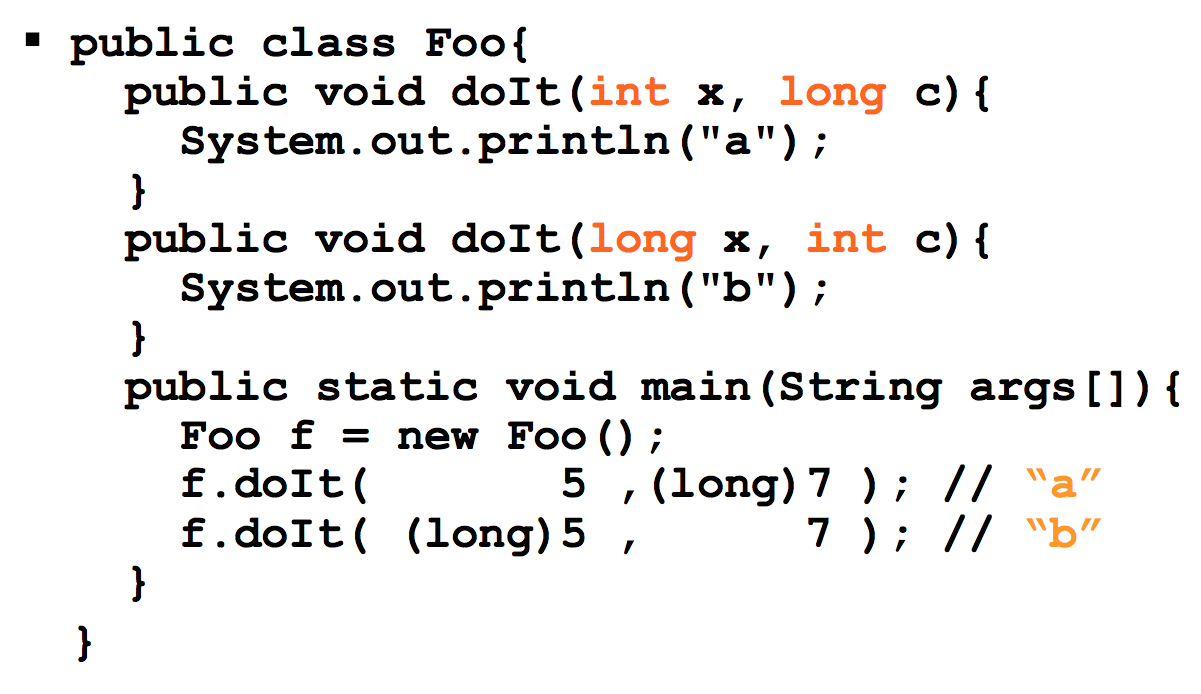 ▪ public class Foo{
public void doIt(int x, long c){
System.out.println("a");
}
public void doIt(long x, int c){
System.out.println("b");
}
public static void main(String args[]){
Foo f = new Foo();
f.doIt(       5 ,(long)7 ); // “a”
f.doIt( (long)5 ,      7 ); // “b”
}
}